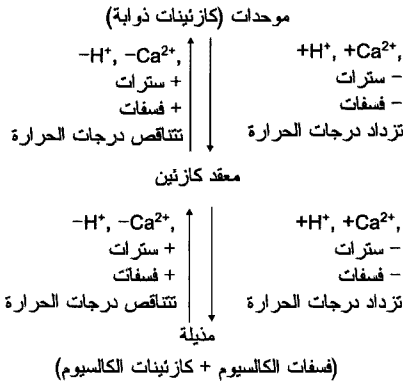 موحدات (كازئينات ذوابة)
+H⁺, +Ca²⁺,
− سترات
− فسفات
تزداد درجات الحرارة
−H⁺, −Ca²⁺,
+ سترات
+ فسفات
تتناقص درجات الحرارة
معقد كازئين
+H⁺, +Ca²⁺,
− سترات
− فسفات
تزداد درجات الحرارة
−H⁺, −Ca²⁺,
+ سترات
+ فسفات
تتناقص درجات الحرارة
مذيلة
(فسفات الكالسيوم + كازئينات الكالسيوم)